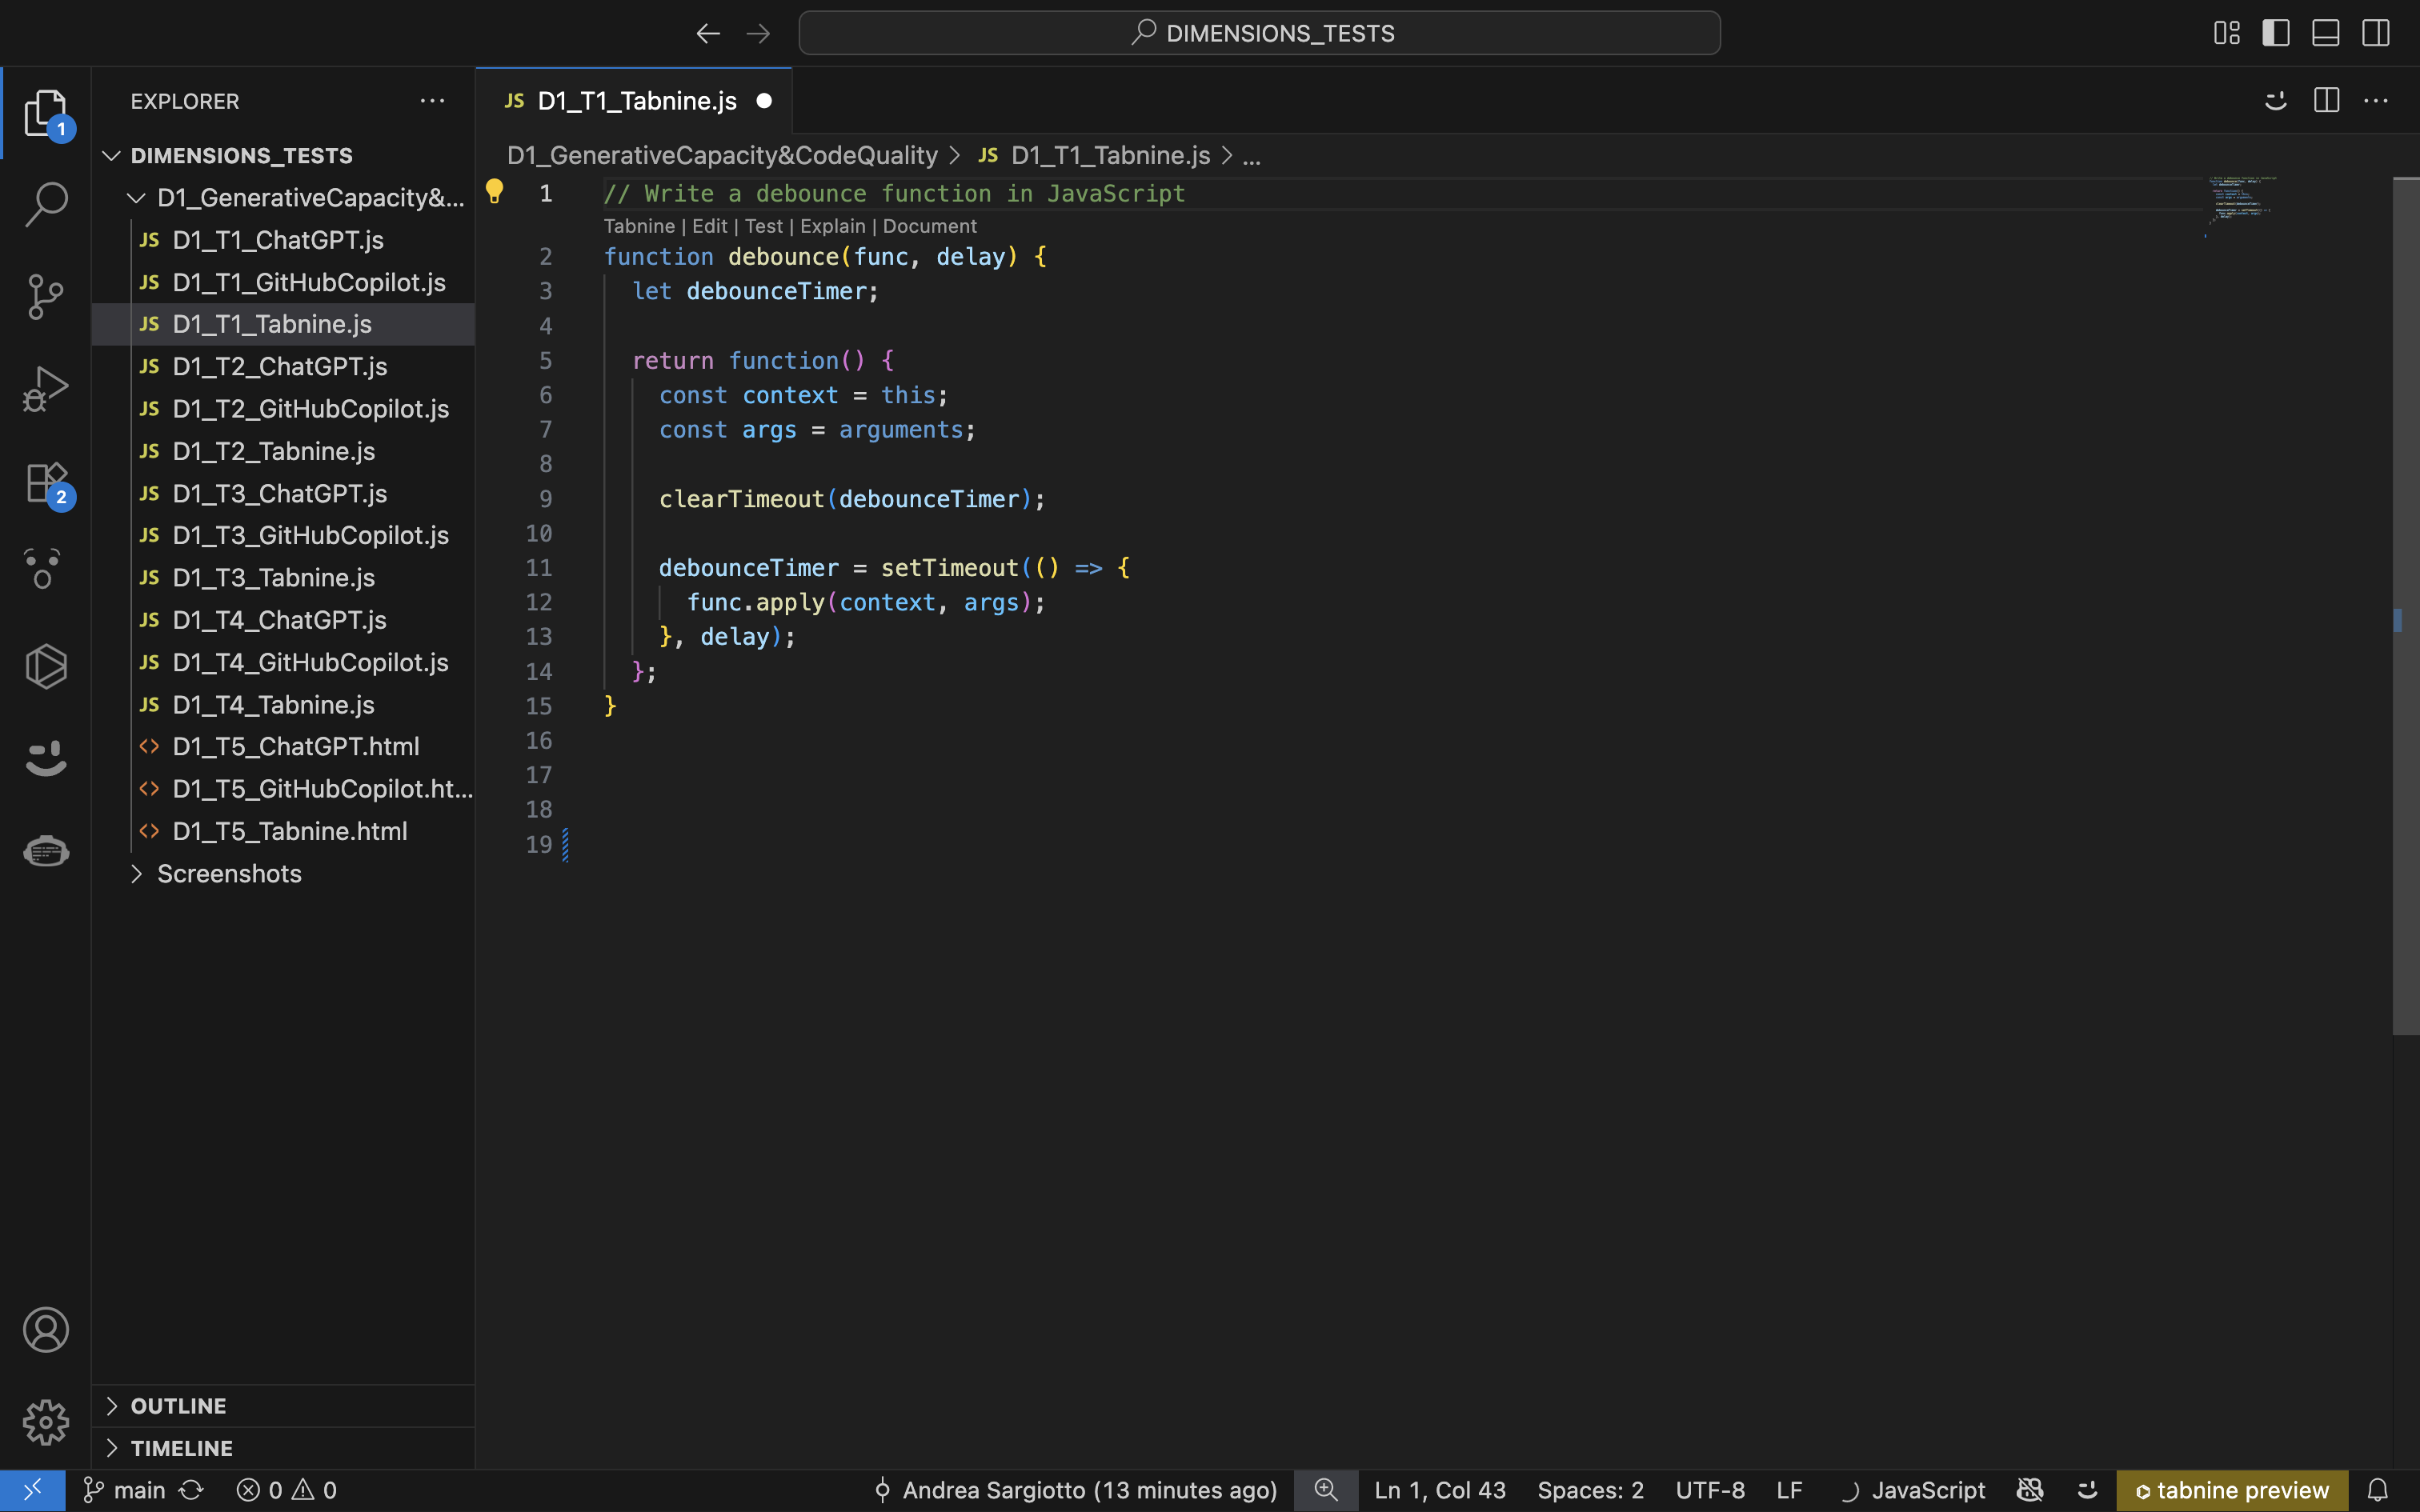 DIMENSIONS_TESTS
EXPLORER
1
2
DIMENSIONS_TESTS
D1_GenerativeCapacity&...
JS D1_T1_ChatGPT.js
JS D1_T1_GitHubCopilot.js
JS D1_T1_Tabnine.js
JS D1_T2_ChatGPT.js
JS D1_T2_GitHubCopilot.js
JS D1_T2_Tabnine.js
JS D1_T3_ChatGPT.js
JS D1_T3_GitHubCopilot.js
JS D1_T3_Tabnine.js
JS D1_T4_ChatGPT.js
JS D1_T4_GitHubCopilot.js
JS D1_T4_Tabnine.js
<> D1_T5_ChatGPT.html
<> D1_T5_GitHubCopilot.ht...
<> D1_T5_Tabnine.html
Screenshots
OUTLINE
TIMELINE
JS D1_T1_Tabnine.js
D1_GenerativeCapacity&CodeQuality > JS D1_T1_Tabnine.js > ...
1 // Write a debounce function in JavaScript
Tabnine | Edit | Test | Explain | Document
2 function debounce(func, delay) {
3 let debounceTimer;
4
5 return function() {
6 const context = this;
7 const args = arguments;
8
9 clearTimeout(debounceTimer);
10
11 debounceTimer = setTimeout(() => {
12 func.apply(context, args);
13 }, delay);
14 };
15 }
16
17
18
19
main 0 0 Andrea Sargiotto (13 minutes ago) Ln 1, Col 43 Spaces: 2 UTF-8 LF JavaScript tabnine preview